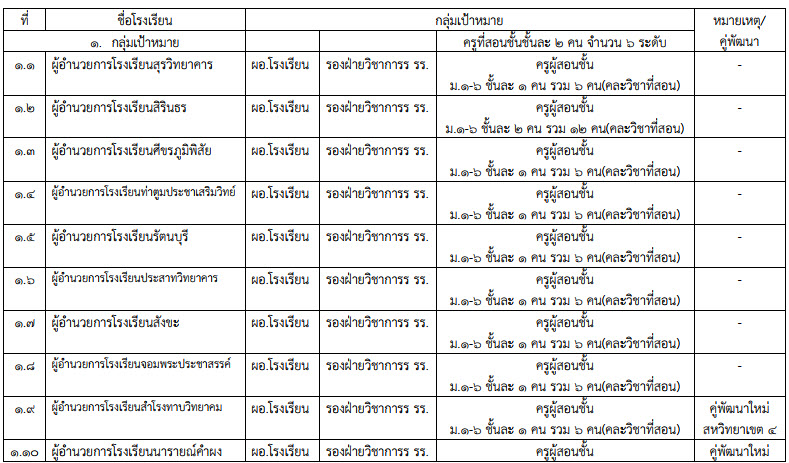 ที่ ชื่อโรงเรียน กลุ่มเป้าหมาย หมายเหตุ/
คู่พัฒนา
๑. กลุ่มเป้าหมาย ครูที่สอนชั้นชั้นละ ๒ คน จำนวน ๖ ระดับ
๑.๑ ผู้อำนวยการโรงเรียนสุรวิทยาคาร ผอ.โรงเรียน รองฝ่ายวิชาการร รร. ครูผู้สอนชั้น -
ม.๑-๖ ชั้นละ ๑ คน รวม ๖ คน(คละวิชาที่สอน)
๑.๒ ผู้อำนวยการโรงเรียนสิรินธร ผอ.โรงเรียน รองฝ่ายวิชาการร รร. ครูผู้สอนชั้น -
ม.๑-๖ ชั้นละ ๒ คน รวม ๑๒ คน(คละวิชาที่สอน)
๑.๓ ผู้อำนวยการโรงเรียนศีขรภูมิพิสัย ผอ.โรงเรียน รองฝ่ายวิชาการร รร. ครูผู้สอนชั้น -
ม.๑-๖ ชั้นละ ๑ คน รวม ๖ คน(คละวิชาที่สอน)
๑.๔ ผู้อำนวยการโรงเรียนท่าตูมประชาเสริมวิทย์ ผอ.โรงเรียน รองฝ่ายวิชาการร รร. ครูผู้สอนชั้น -
ม.๑-๖ ชั้นละ ๑ คน รวม ๖ คน(คละวิชาที่สอน)
๑.๕ ผู้อำนวยการโรงเรียนรัตนบุรี ผอ.โรงเรียน รองฝ่ายวิชาการร รร. ครูผู้สอนชั้น -
ม.๑-๖ ชั้นละ ๑ คน รวม ๖ คน(คละวิชาที่สอน)
๑.๖ ผู้อำนวยการโรงเรียนประสาทวิทยาคาร ผอ.โรงเรียน รองฝ่ายวิชาการร รร. ครูผู้สอนชั้น -
ม.๑-๖ ชั้นละ ๑ คน รวม ๖ คน(คละวิชาที่สอน)
๑.๗ ผู้อำนวยการโรงเรียนสังขะ ผอ.โรงเรียน รองฝ่ายวิชาการร รร. ครูผู้สอนชั้น -
ม.๑-๖ ชั้นละ ๑ คน รวม ๖ คน(คละวิชาที่สอน)
๑.๘ ผู้อำนวยการโรงเรียนจอมพระประชาสรรค์ ผอ.โรงเรียน รองฝ่ายวิชาการร รร. ครูผู้สอนชั้น -
ม.๑-๖ ชั้นละ ๑ คน รวม ๖ คน(คละวิชาที่สอน)
๑.๙ ผู้อำนวยการโรงเรียนสำโรงทาบวิทยาคม ผอ.โรงเรียน รองฝ่ายวิชาการร รร. ครูผู้สอนชั้น คู่พัฒนาใหม่
ม.๑-๖ ชั้นละ ๑ คน รวม ๖ คน(คละวิชาที่สอน) สหวิทยาเขต ๔
๑.๑๐ ผู้อำนวยการโรงเรียนนารายณ์คำผง ผอ.โรงเรียน รองฝ่ายวิชาการร รร. ครูผู้สอนชั้น คู่พัฒนาใหม่